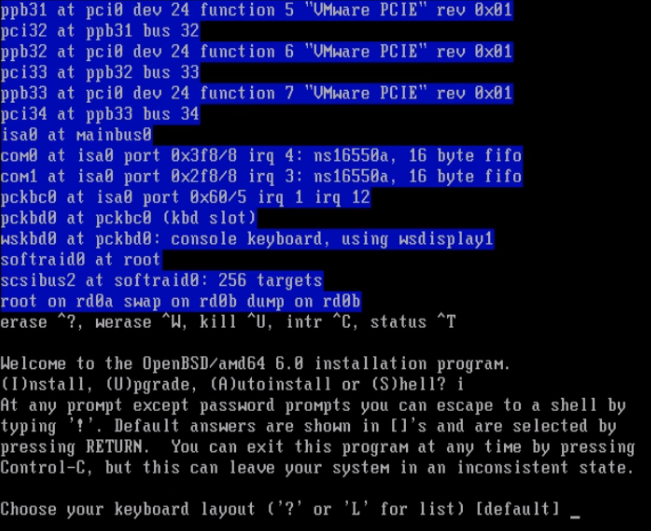 ppb31 at pci0 dev 24 function 5 "VMware PCIE" rev 0x01
pci32 at ppb31 bus 32
ppb32 at pci0 dev 24 function 6 "VMware PCIE" rev 0x01
pci33 at ppb32 bus 33
ppb33 at pci0 dev 24 function 7 "VMware PCIE" rev 0x01
pci34 at ppb33 bus 34
isa0 at mainbus0
com0 at isa0 port 0x3f8/8 irq 4: ns16550a, 16 byte fifo
com1 at isa0 port 0x2f8/8 irq 3: ns16550a, 16 byte fifo
pckbc0 at isa0 port 0x60/5 irq 1 irq 12
pckbd0 at pckbc0 (kbd slot)
wskbd0 at pckbd0: console keyboard, using wsdisplay1
softraid0 at root
scsibus2 at softraid0: 256 targets
root on rd0a swap on rd0b dump on rd0b
erase ^?, werase ^W, kill ^U, intr ^C, status ^T
Welcome to the OpenBSD/amd64 6.0 installation program.
(I)nstall, (U)pgrade, (A)utoinstall or (S)hell? i
At any prompt except password prompts you can escape to a shell by
typing '!'. Default answers are shown in []'s and are selected by
pressing RETURN.  You can exit this program at any time by pressing
Control-C, but this can leave your system in an inconsistent state.
Choose your keyboard layout ('?' or 'L' for list) [default] _